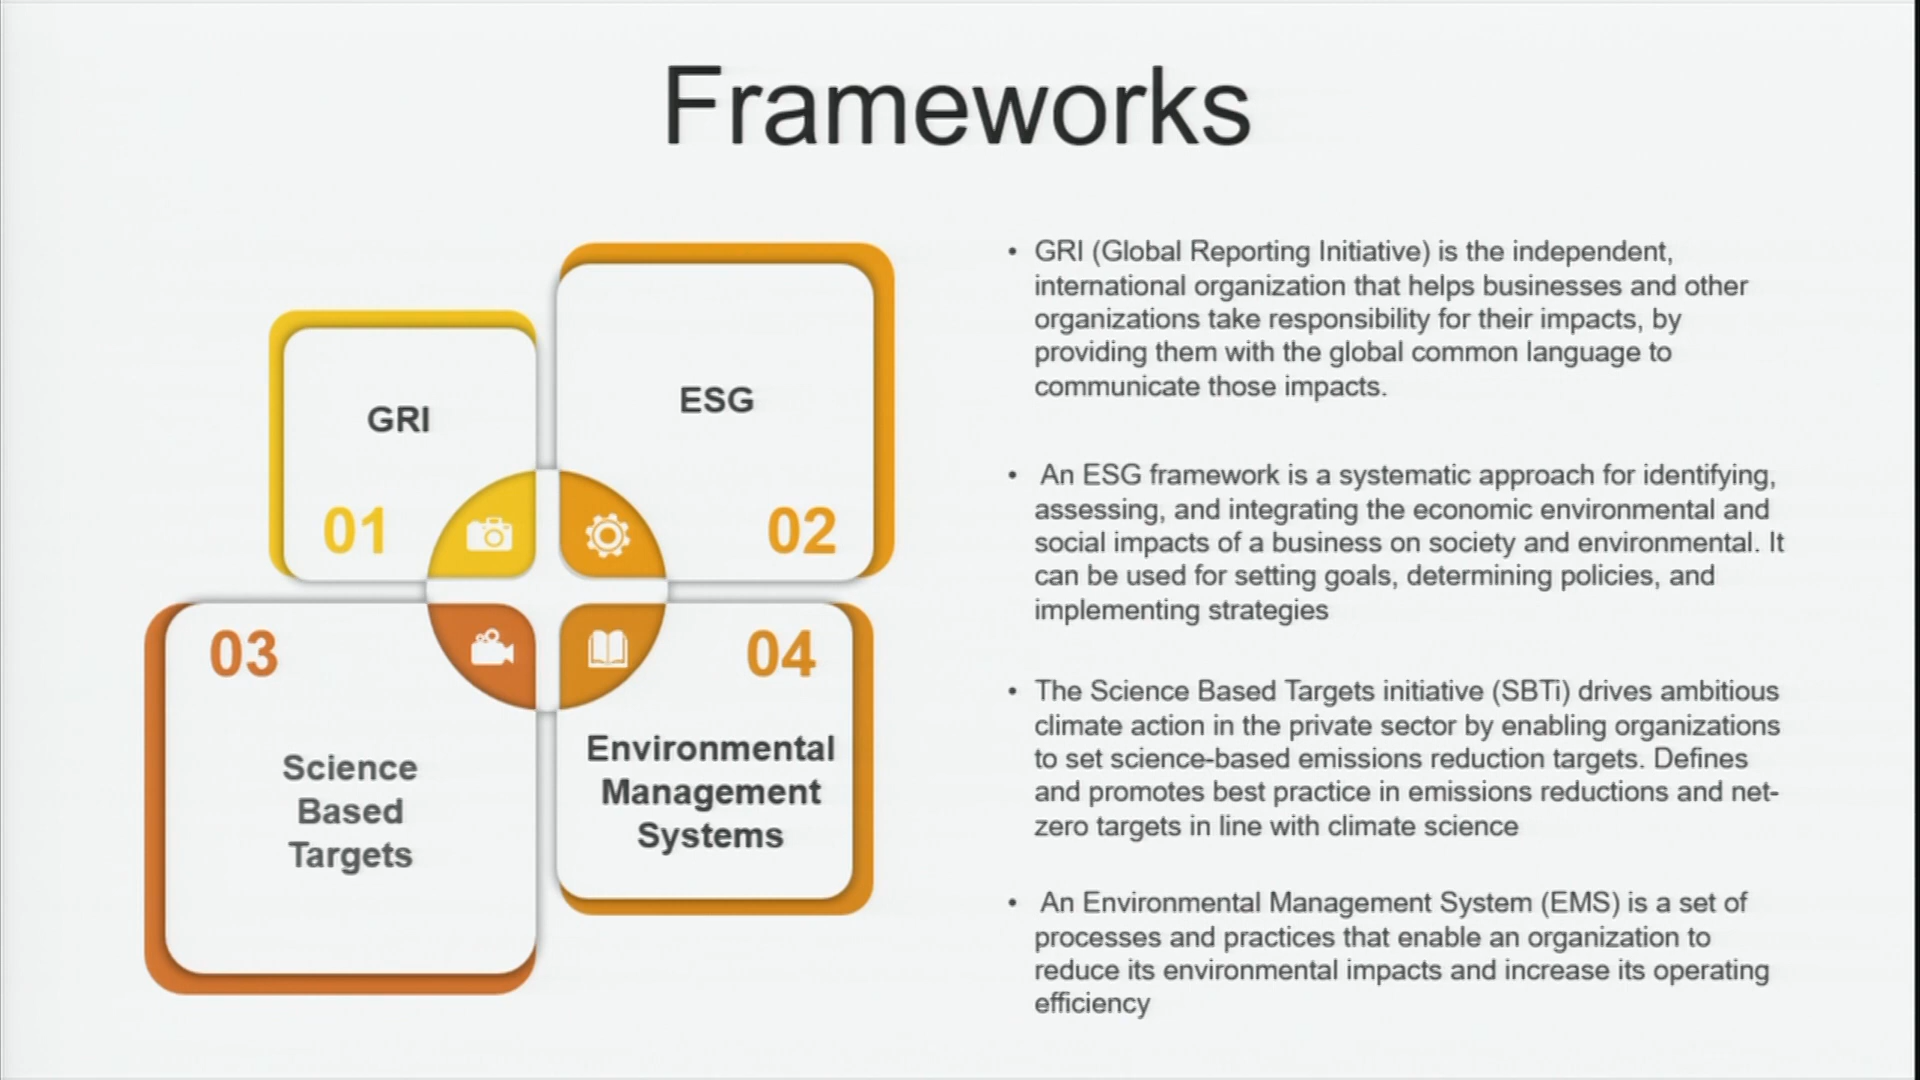 Frameworks
GRI
01
ESG
02
03
Science
Based
Targets
04
Environmental
Management
Systems
• GRI (Global Reporting Initiative) is the independent,
international organization that helps businesses and other
organizations take responsibility for their impacts, by
providing them with the global common language to
communicate those impacts.
• An ESG framework is a systematic approach for identifying,
assessing, and integrating the economic environmental and
social impacts of a business on society and environmental. It
can be used for setting goals, determining policies, and
implementing strategies
• The Science Based Targets initiative (SBTi) drives ambitious
climate action in the private sector by enabling organizations
to set science-based emissions reduction targets. Defines
and promotes best practice in emissions reductions and net-
zero targets in line with climate science
• An Environmental Management System (EMS) is a set of
processes and practices that enable an organization to
reduce its environmental impacts and increase its operating
efficiency